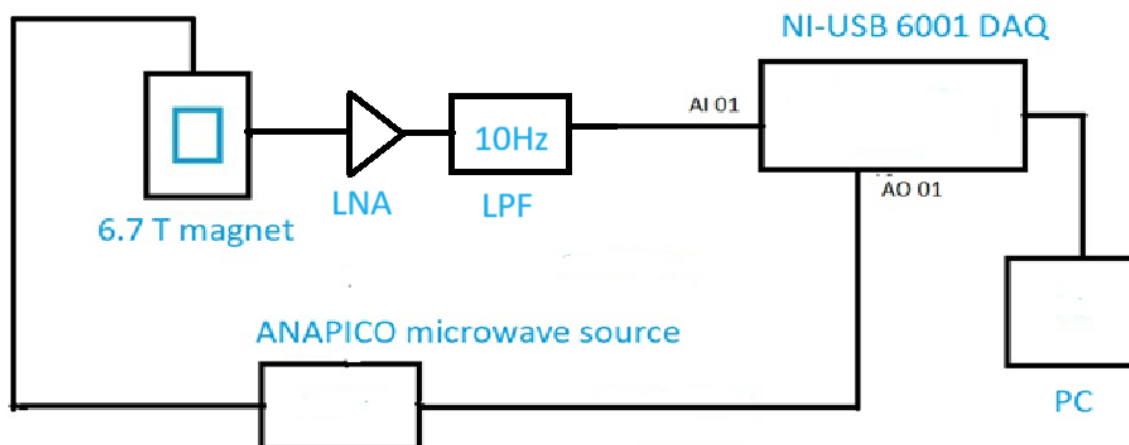 NI-USB 6001 DAQ
AI 01
10Hz
AO 01
LNA
LPF
6.7 T magnet
ANAPICO microwave source
PC